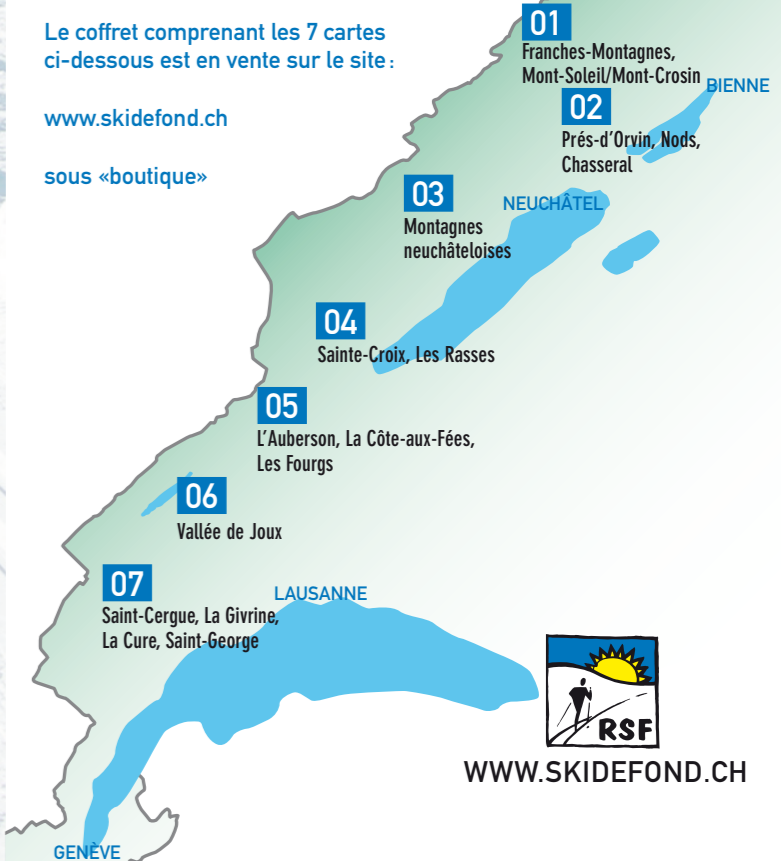 Le coffret comprenant les 7 cartes
ci-dessous est en vente sur le site :
www.skidefond.ch
sous «boutique»
01
Franches-Montagnes,
Mont-Soleil/Mont-Crosin
BIENNE
02
Prés-d'Orvin, Nods,
Chasseral
03
Montagnes
neuchâteloises
NEUCHÂTEL
04
Sainte-Croix, Les Rasses
05
L'Auberson, La Côte-aux-Fées,
Les Fourgs
06
Vallée de Joux
07
Saint-Cergue, La Givrine,
La Cure, Saint-George
LAUSANNE
RSF
WWW.SKIDEFOND.CH
GENÈVE